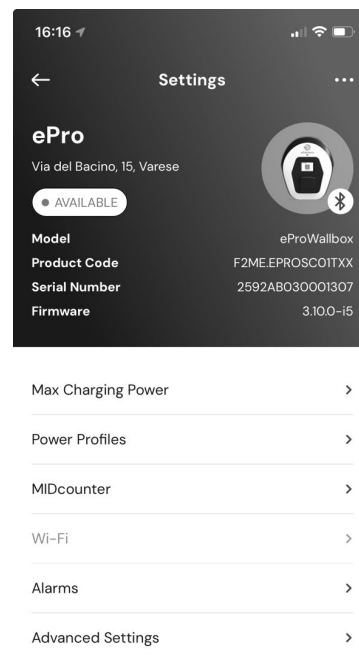 16:16
Settings
ePro
Via del Bacino, 15, Varese
AVAILABLE
Model eProWallbox
Product Code F2ME.EPROSC01TXX
Serial Number 2592AB030001307
Firmware 3.10.0-i5
Max Charging Power
Power Profiles
MIDcounter
Wi-Fi
Alarms
Advanced Settings